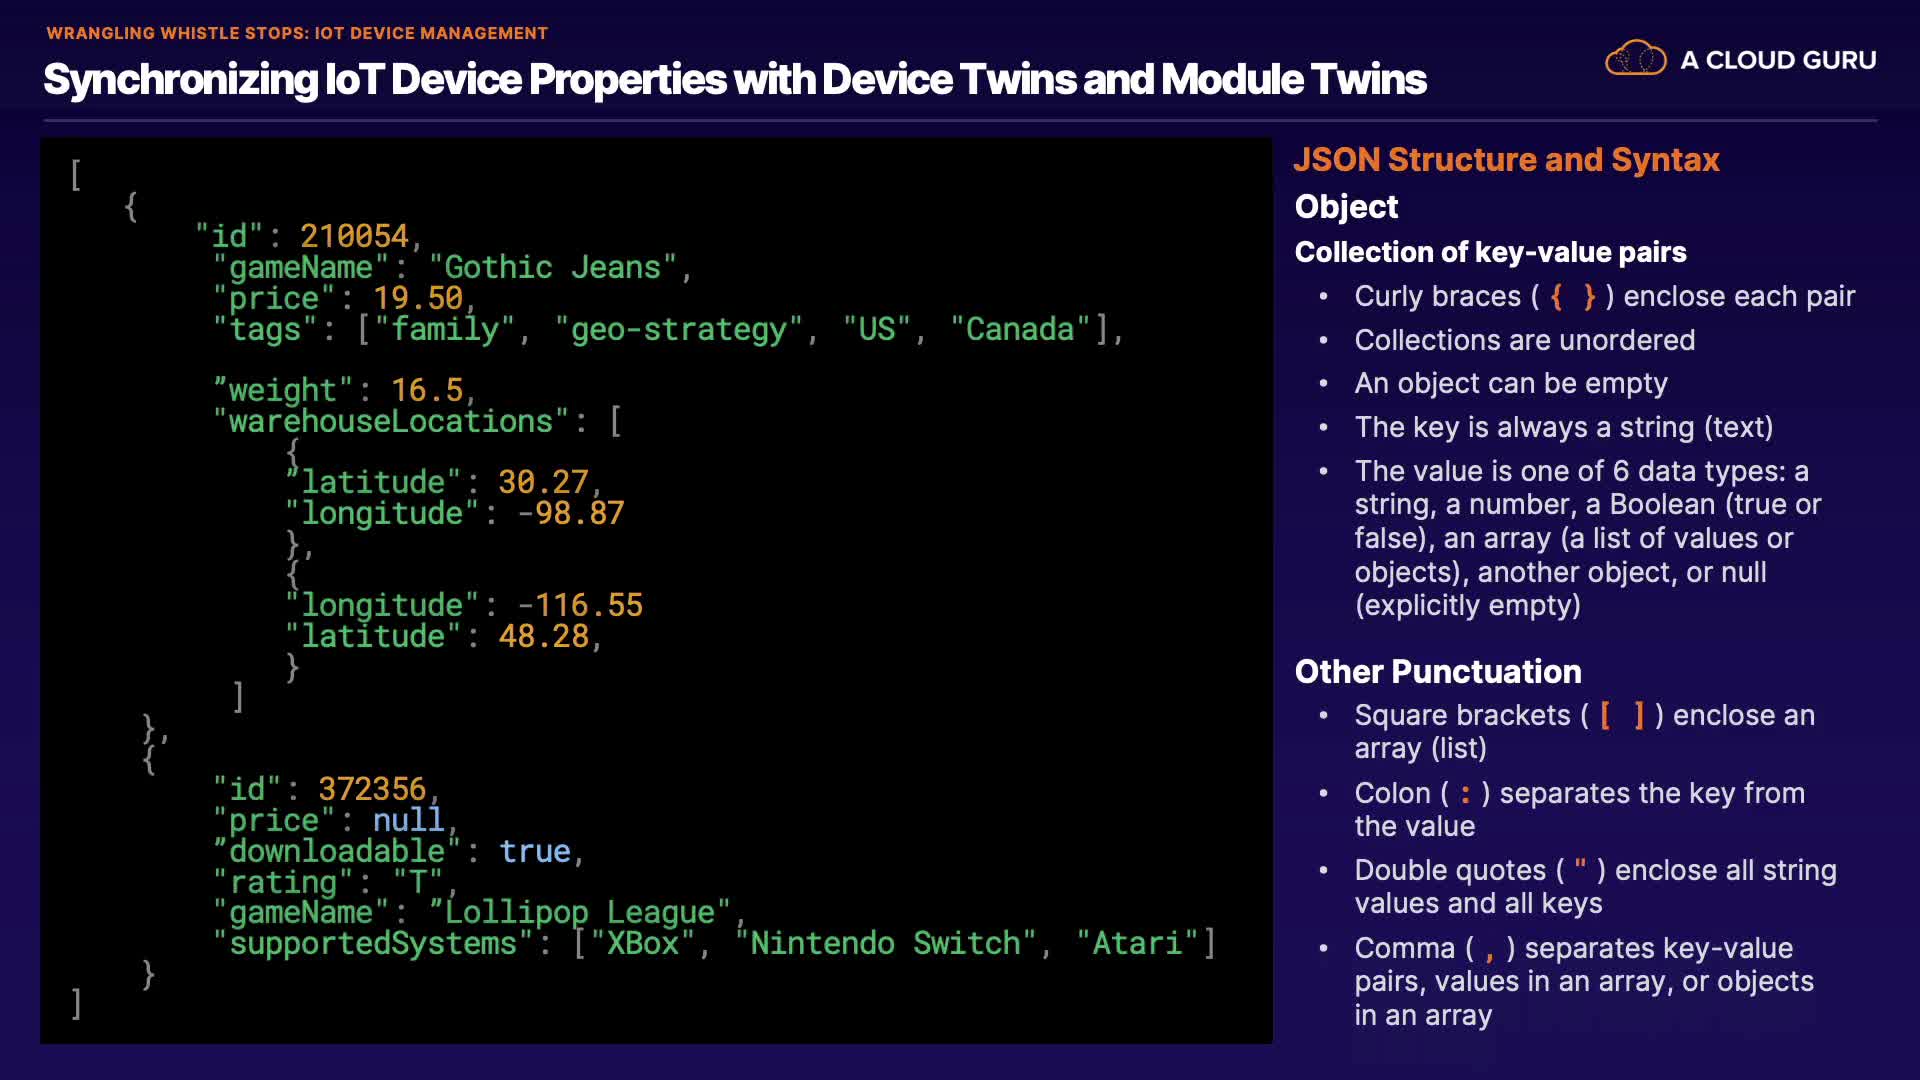 WRANGLING WHISTLE STOPS: IOT DEVICE MANAGEMENT
Synchronizing IoT Device Properties with Device Twins and Module Twins
A CLOUD GURU
[
{
"id": 210054,
"gameName": "Gothic Jeans",
"price": 19.50,
"tags": ["family", "geo-strategy", "US", "Canada"],
”weight": 16.5,
"warehouseLocations": [
{
”latitude": 30.27,
"longitude": -98.87
},
{
"longitude": -116.55
"latitude": 48.28,
}
]
},
{
"id": 372356,
"price": null,
”downloadable": true,
"rating": "T",
"gameName": ”Lollipop League",
"supportedSystems": ["XBox", "Nintendo Switch", "Atari"]
}
]
JSON Structure and Syntax
Object
Collection of key-value pairs
• Curly braces ( { } ) enclose each pair
• Collections are unordered
• An object can be empty
• The key is always a string (text)
• The value is one of 6 data types: a
string, a number, a Boolean (true or
false), an array (a list of values or
objects), another object, or null
(explicitly empty)
Other Punctuation
• Square brackets ( [ ] ) enclose an
array (list)
• Colon ( : ) separates the key from
the value
• Double quotes ( " ) enclose all string
values and all keys
• Comma ( , ) separates key-value
pairs, values in an array, or objects
in an array